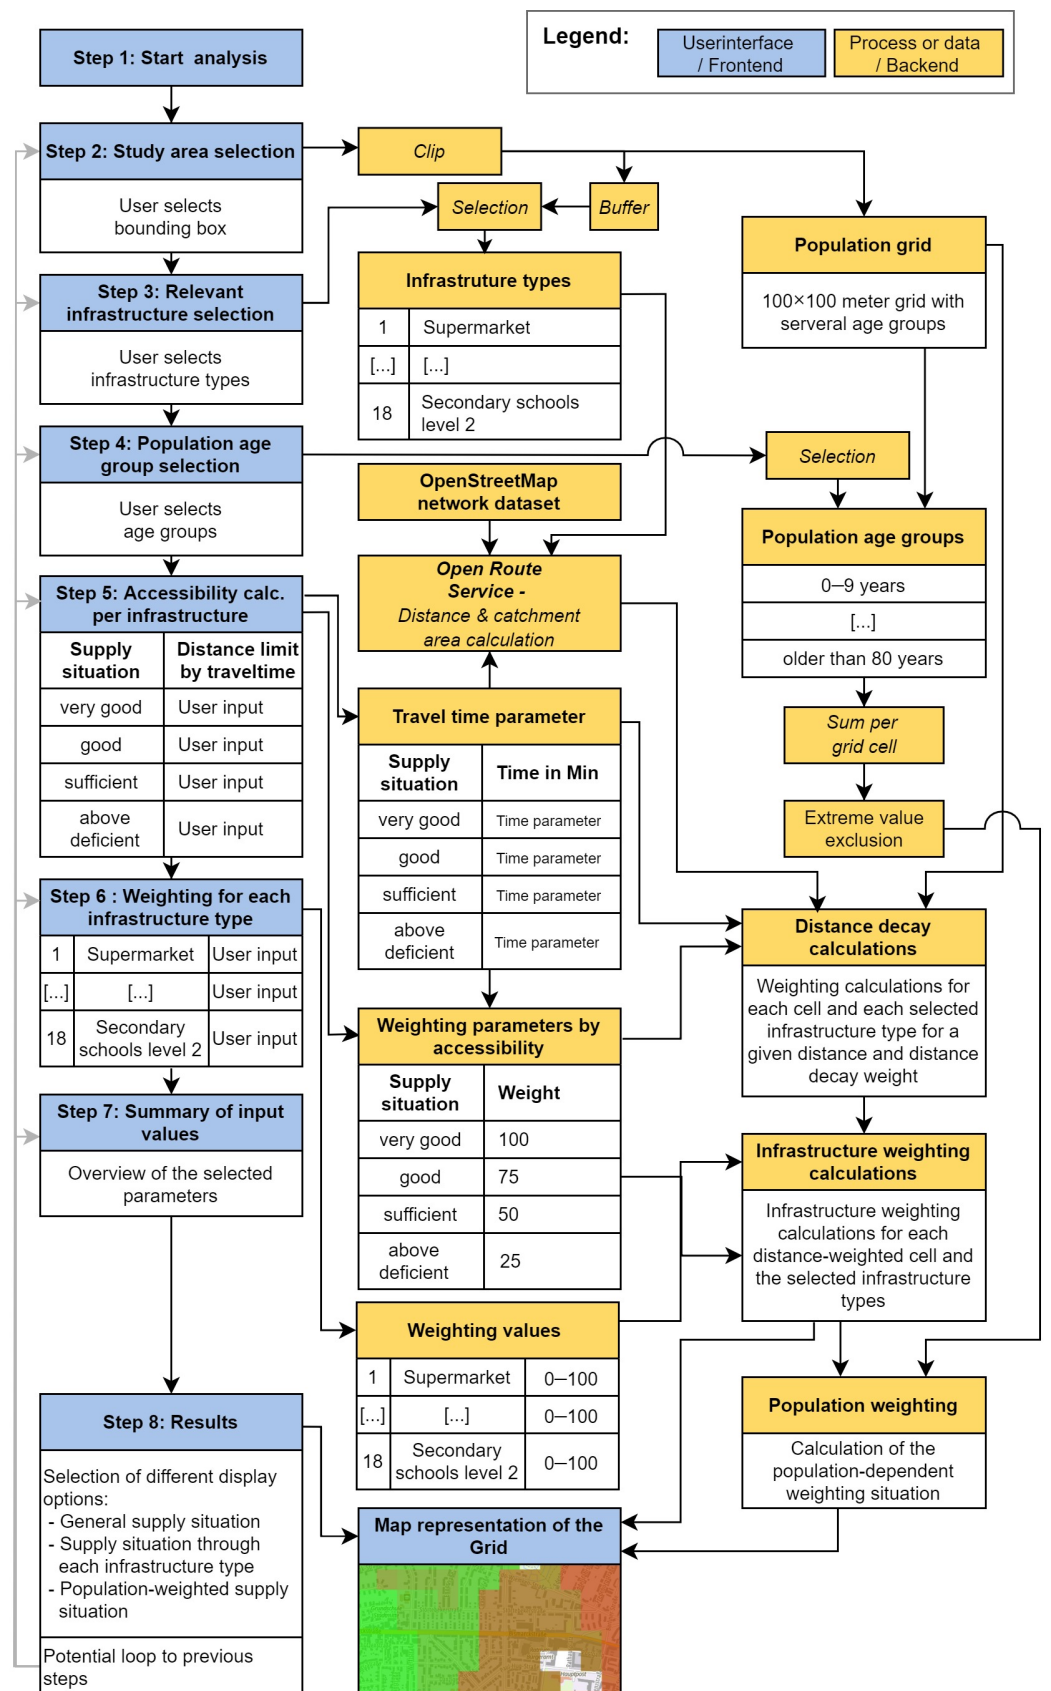 Legend:
Userinterface
/ Frontend
Process or data
/ Backend
Step 1: Start analysis
Step 2: Study area selection
User selects
bounding box
Step 3: Relevant
infrastructure selection
User selects
infrastructure types
Step 4: Population age
group selection
User selects
age groups
Step 5: Accessibility calc.
per infrastructure
Supply
situation
Distance limit
by traveltime
very good
User input
good
User input
sufficient
User input
above
deficient
User input
Step 6 : Weighting for each
infrastructure type
1
Supermarket
User input
[...]
[...]
User input
18
Secondary
schools level 2
User input
Step 7: Summary of input
values
Overview of the selected
parameters
Step 8: Results
Selection of different display
options:
- General supply situation
- Supply situation through
each infrastructure type
- Population-weighted supply
situation
Potential loop to previous
steps
Clip
Selection
Buffer
Infrastruture types
1
Supermarket
[...]
[...]
18
Secondary schools
level 2
OpenStreetMap
network dataset
Open Route
Service -
Distance & catchment
area calculation
Travel time parameter
Supply
situation
Time in Min
very good
Time parameter
good
Time parameter
sufficient
Time parameter
above
deficient
Time parameter
Weighting parameters by
accessibility
Supply
situation
Weight
very good
100
good
75
sufficient
50
above
deficient
25
Weighting values
1
Supermarket
0–100
[...]
[...]
0–100
18
Secondary
schools level 2
0–100
Map representation of the
Grid
Hauptpost
Population grid
100×100 meter grid with
serveral age groups
Selection
Population age groups
0–9 years
[...]
older than 80 years
Sum per
grid cell
Extreme value
exclusion
Distance decay
calculations
Weighting calculations for
each cell and each selected
infrastructure type for a
given distance and distance
decay weight
Infrastructure weighting
calculations
Infrastructure weighting
calculations for each
distance-weighted cell and
the selected infrastructure
types
Population weighting
Calculation of the
population-dependent
weighting situation